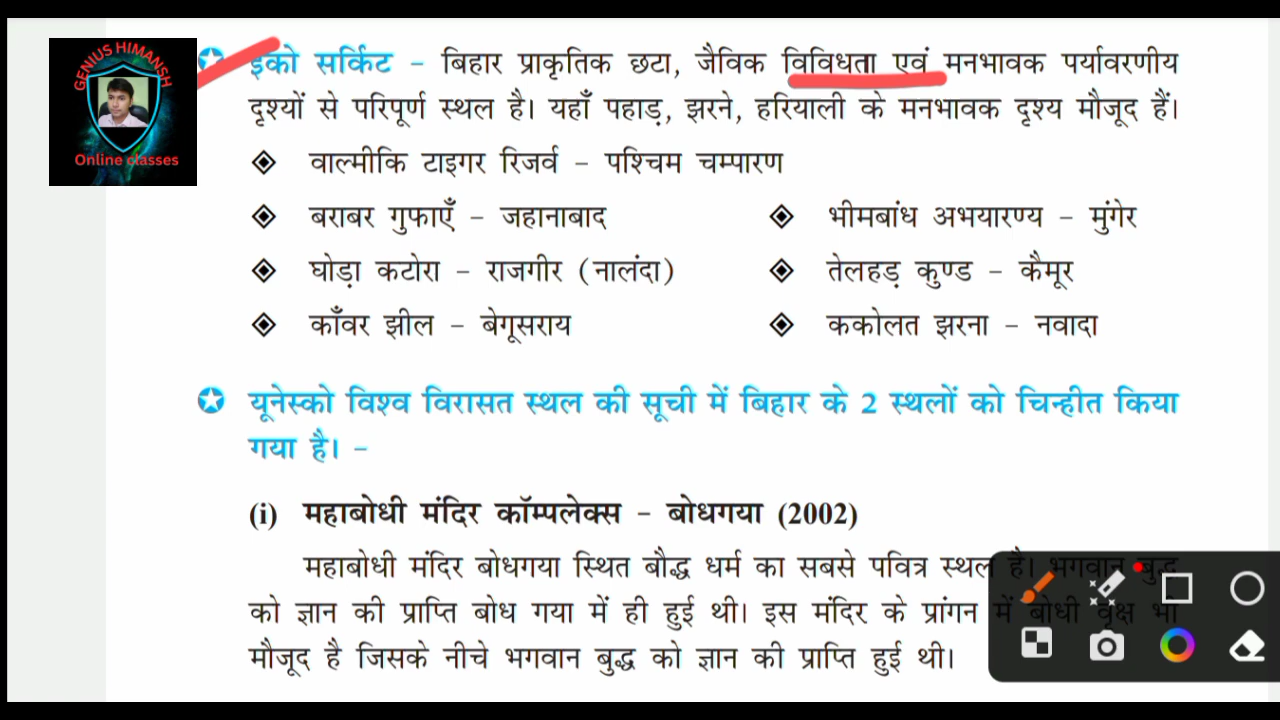 GENIUS HIMANSH
Online classes
इको सर्किट - बिहार प्राकृतिक छटा, जैविक विविधता एवं मनभावक पर्यावरणीय
दृश्यों से परिपूर्ण स्थल है। यहाँ पहाड़, झरने, हरियाली के मनभावक दृश्य मौजूद हैं।
वाल्मीकि टाइगर रिजर्व - पश्चिम चम्पारण
बराबर गुफाएँ - जहानाबाद
भीमबांध अभयारण्य - मुंगेर
घोड़ा कटोरा - राजगीर (नालंदा)
तेलहड़ कुण्ड - कैमूर
काँवर झील - बेगूसराय
ककोलत झरना - नवादा
यूनेस्को विश्व विरासत स्थल की सूची में बिहार के 2 स्थलों को चिन्हीत किया
गया है। -
(i) महाबोधी मंदिर कॉम्पलेक्स - बोधगया (2002)
महाबोधी मंदिर बोधगया स्थित बौद्ध धर्म का सबसे पवित्र स्थल है। भगवान बुद्ध
को ज्ञान की प्राप्ति बोध गया में ही हुई थी। इस मंदिर के प्रांगन में बोधी वृक्ष भी
मौजूद है जिसके नीचे भगवान बुद्ध को ज्ञान की प्राप्ति हुई थी।